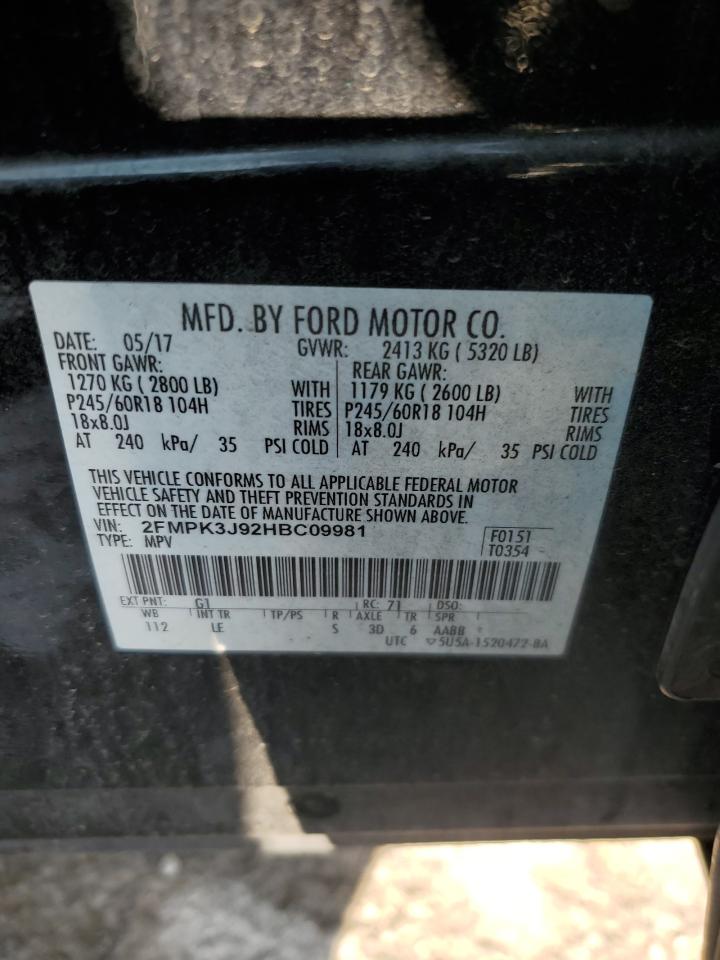 MFD. BY FORD MOTOR CO.
DATE: 05/17 GVWR: 2413 KG ( 5320 LB)
FRONT GAWR: REAR GAWR:
1270 KG ( 2800 LB) WITH 1179 KG ( 2600 LB) WITH
P245/60R18 104H TIRES P245/60R18 104H TIRES
18x8.0J RIMS 18x8.0J RIMS
AT 240 kPa/ 35 PSI COLD AT 240 kPa/ 35 PSI COLD
THIS VEHICLE CONFORMS TO ALL APPLICABLE FEDERAL MOTOR
VEHICLE SAFETY AND THEFT PREVENTION STANDARDS IN
EFFECT ON THE DATE OF MANUFACTURE SHOWN ABOVE.
VIN: 2FMPK3J92HBC09981 F0151
TYPE: MPV T0354
EXT PNT: G1 RC: 71 DSO:
WB INT TR TP/PS R AXLE TR SPR
112 LE S 3D 6 AABB
UTC 5U5A-1520472-BA